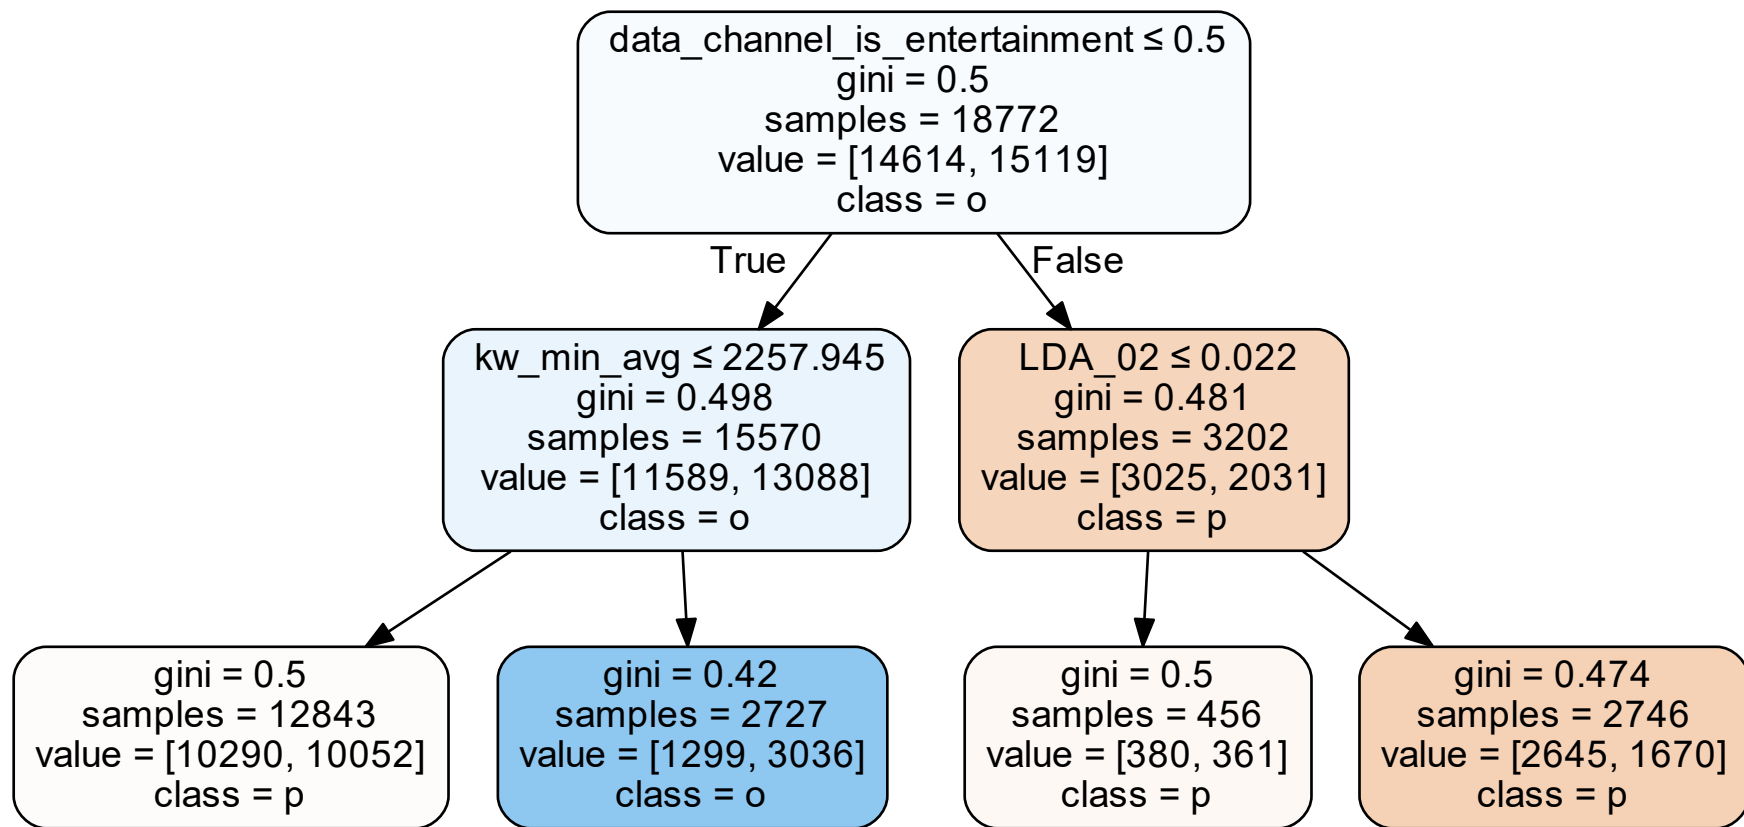 data_channel_is_entertainment ≤ 0.5
gini = 0.5
samples = 18772
value = [14614, 15119]
class = o
True
False
kw_min_avg ≤ 2257.945
gini = 0.498
samples = 15570
value = [11589, 13088]
class = o
LDA_02 ≤ 0.022
gini = 0.481
samples = 3202
value = [3025, 2031]
class = p
gini = 0.5
samples = 12843
value = [10290, 10052]
class = p
gini = 0.42
samples = 2727
value = [1299, 3036]
class = o
gini = 0.5
samples = 456
value = [380, 361]
class = p
gini = 0.474
samples = 2746
value = [2645, 1670]
class = p